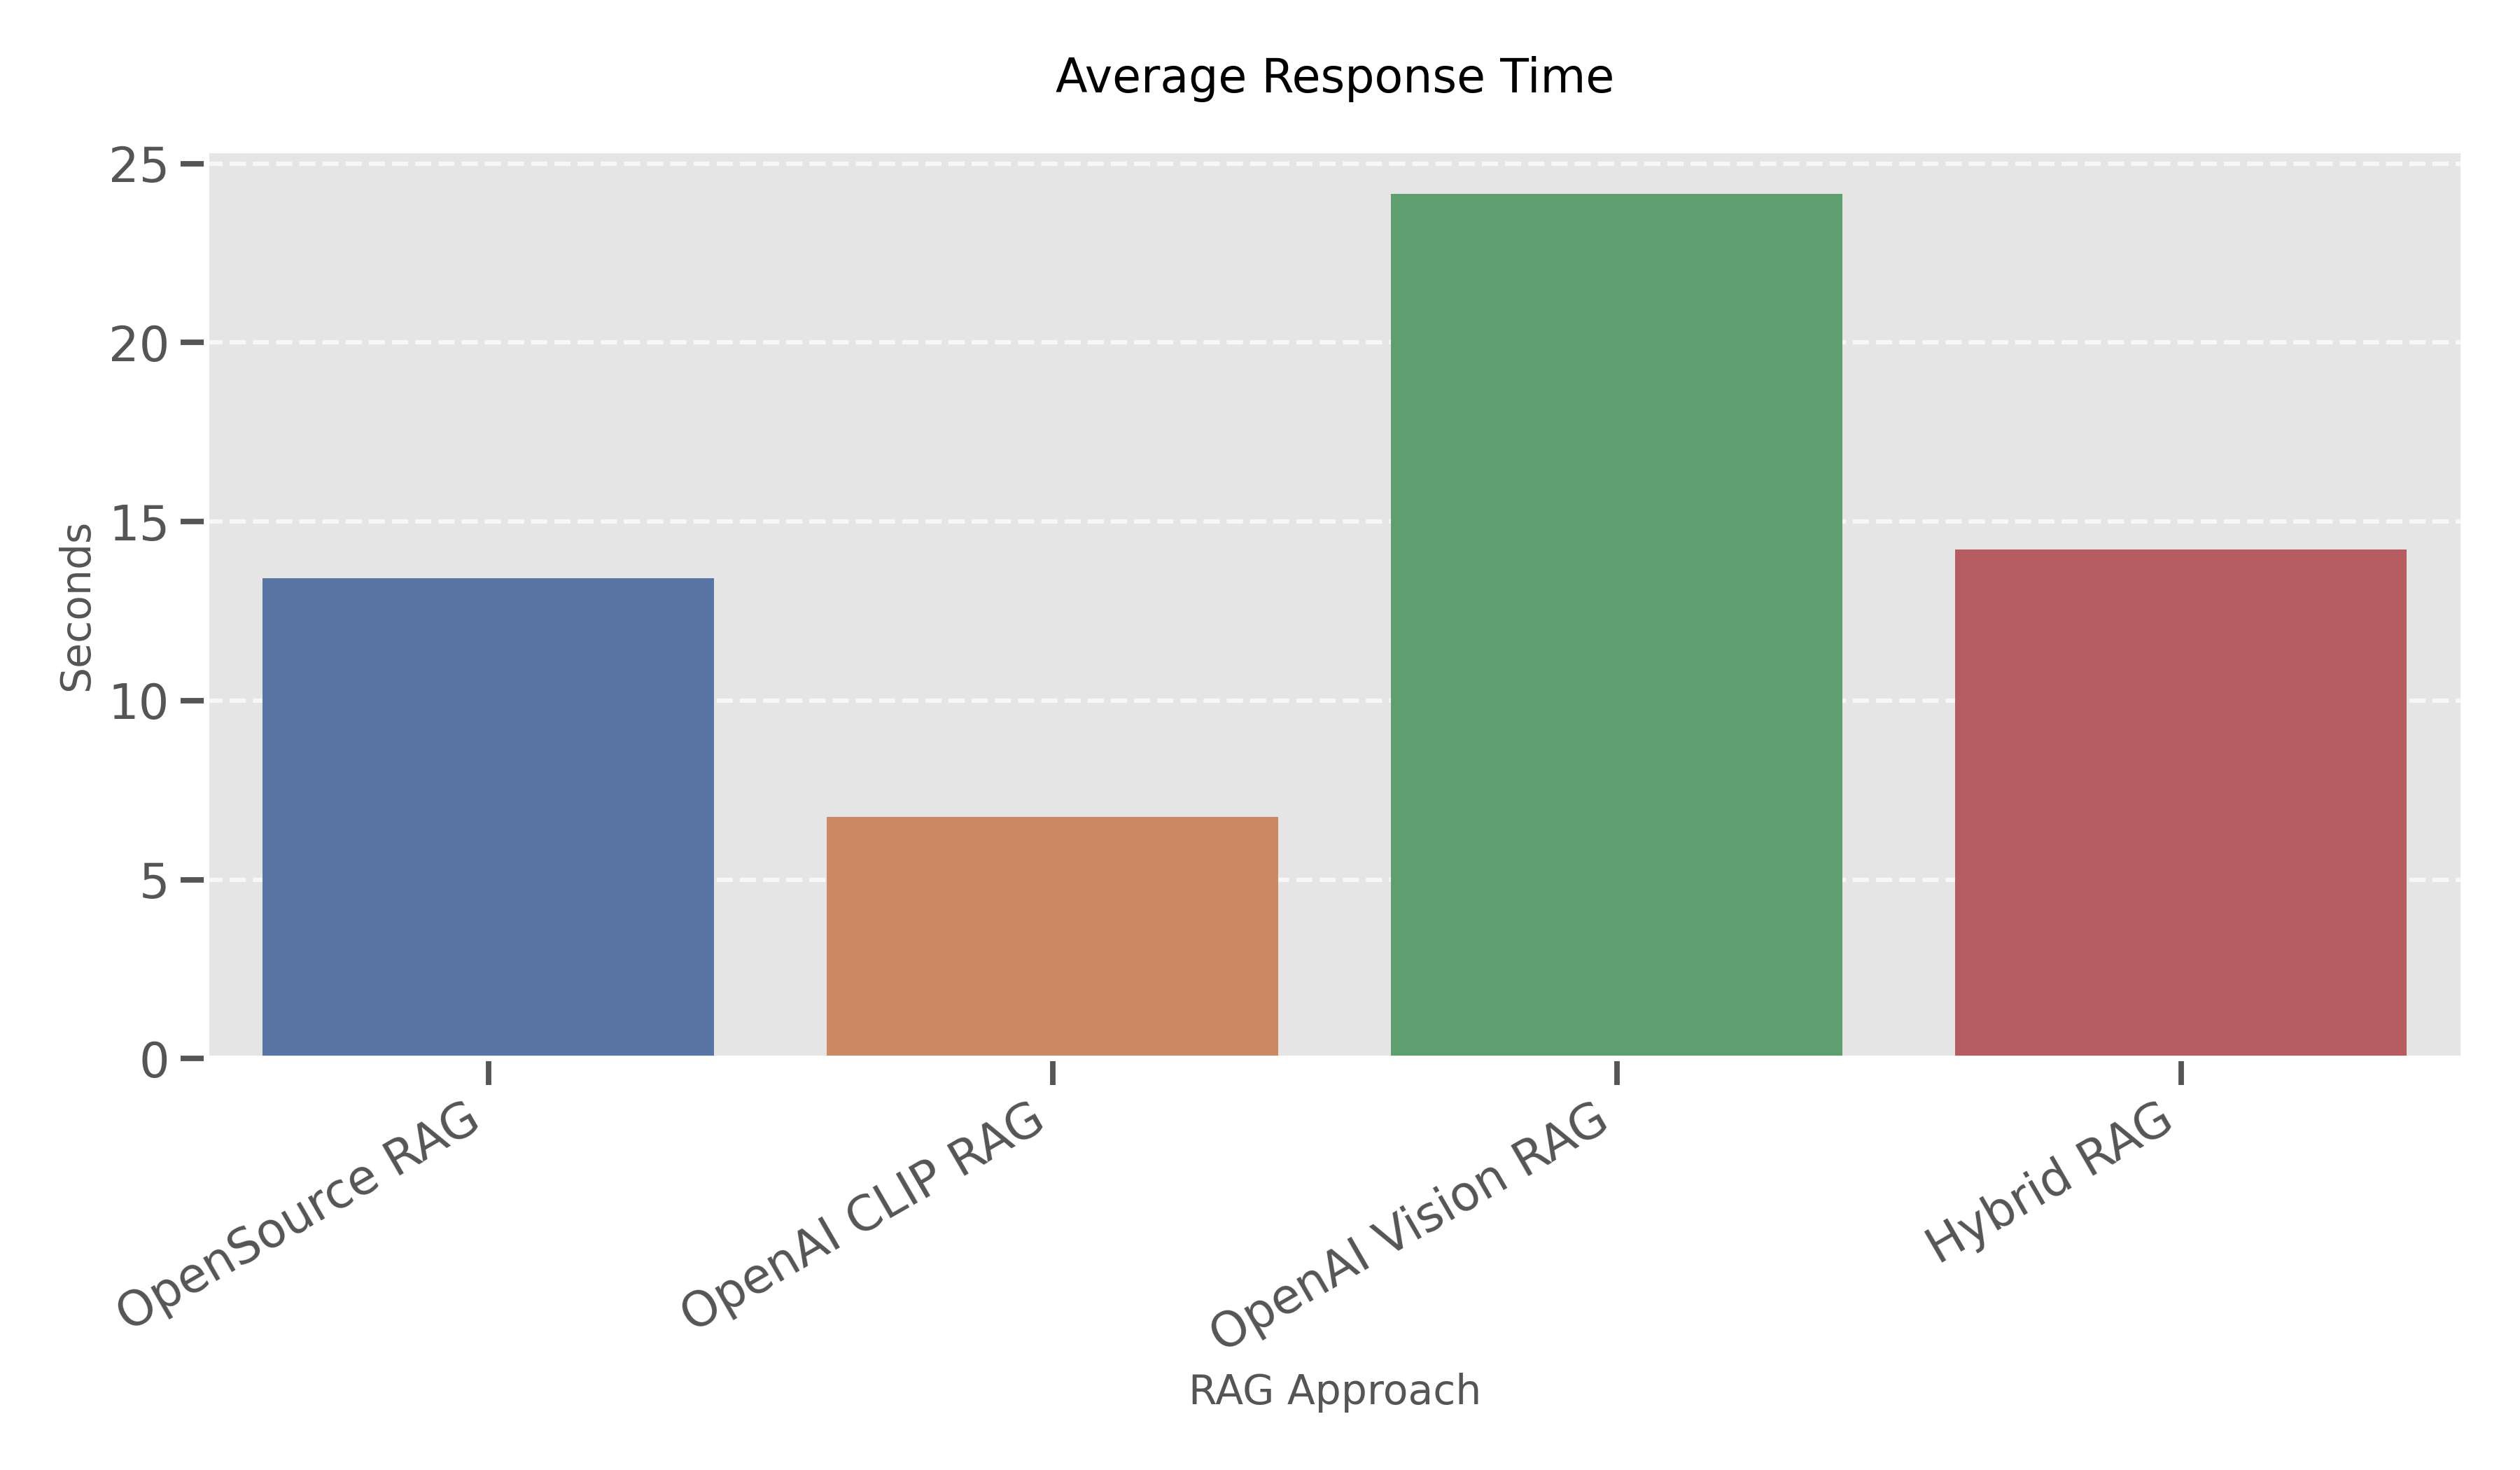 Average Response Time
25
20
15
10
5
0
Seconds
OpenSource RAG
OpenAI CLIP RAG
OpenAI Vision RAG
Hybrid RAG
RAG Approach